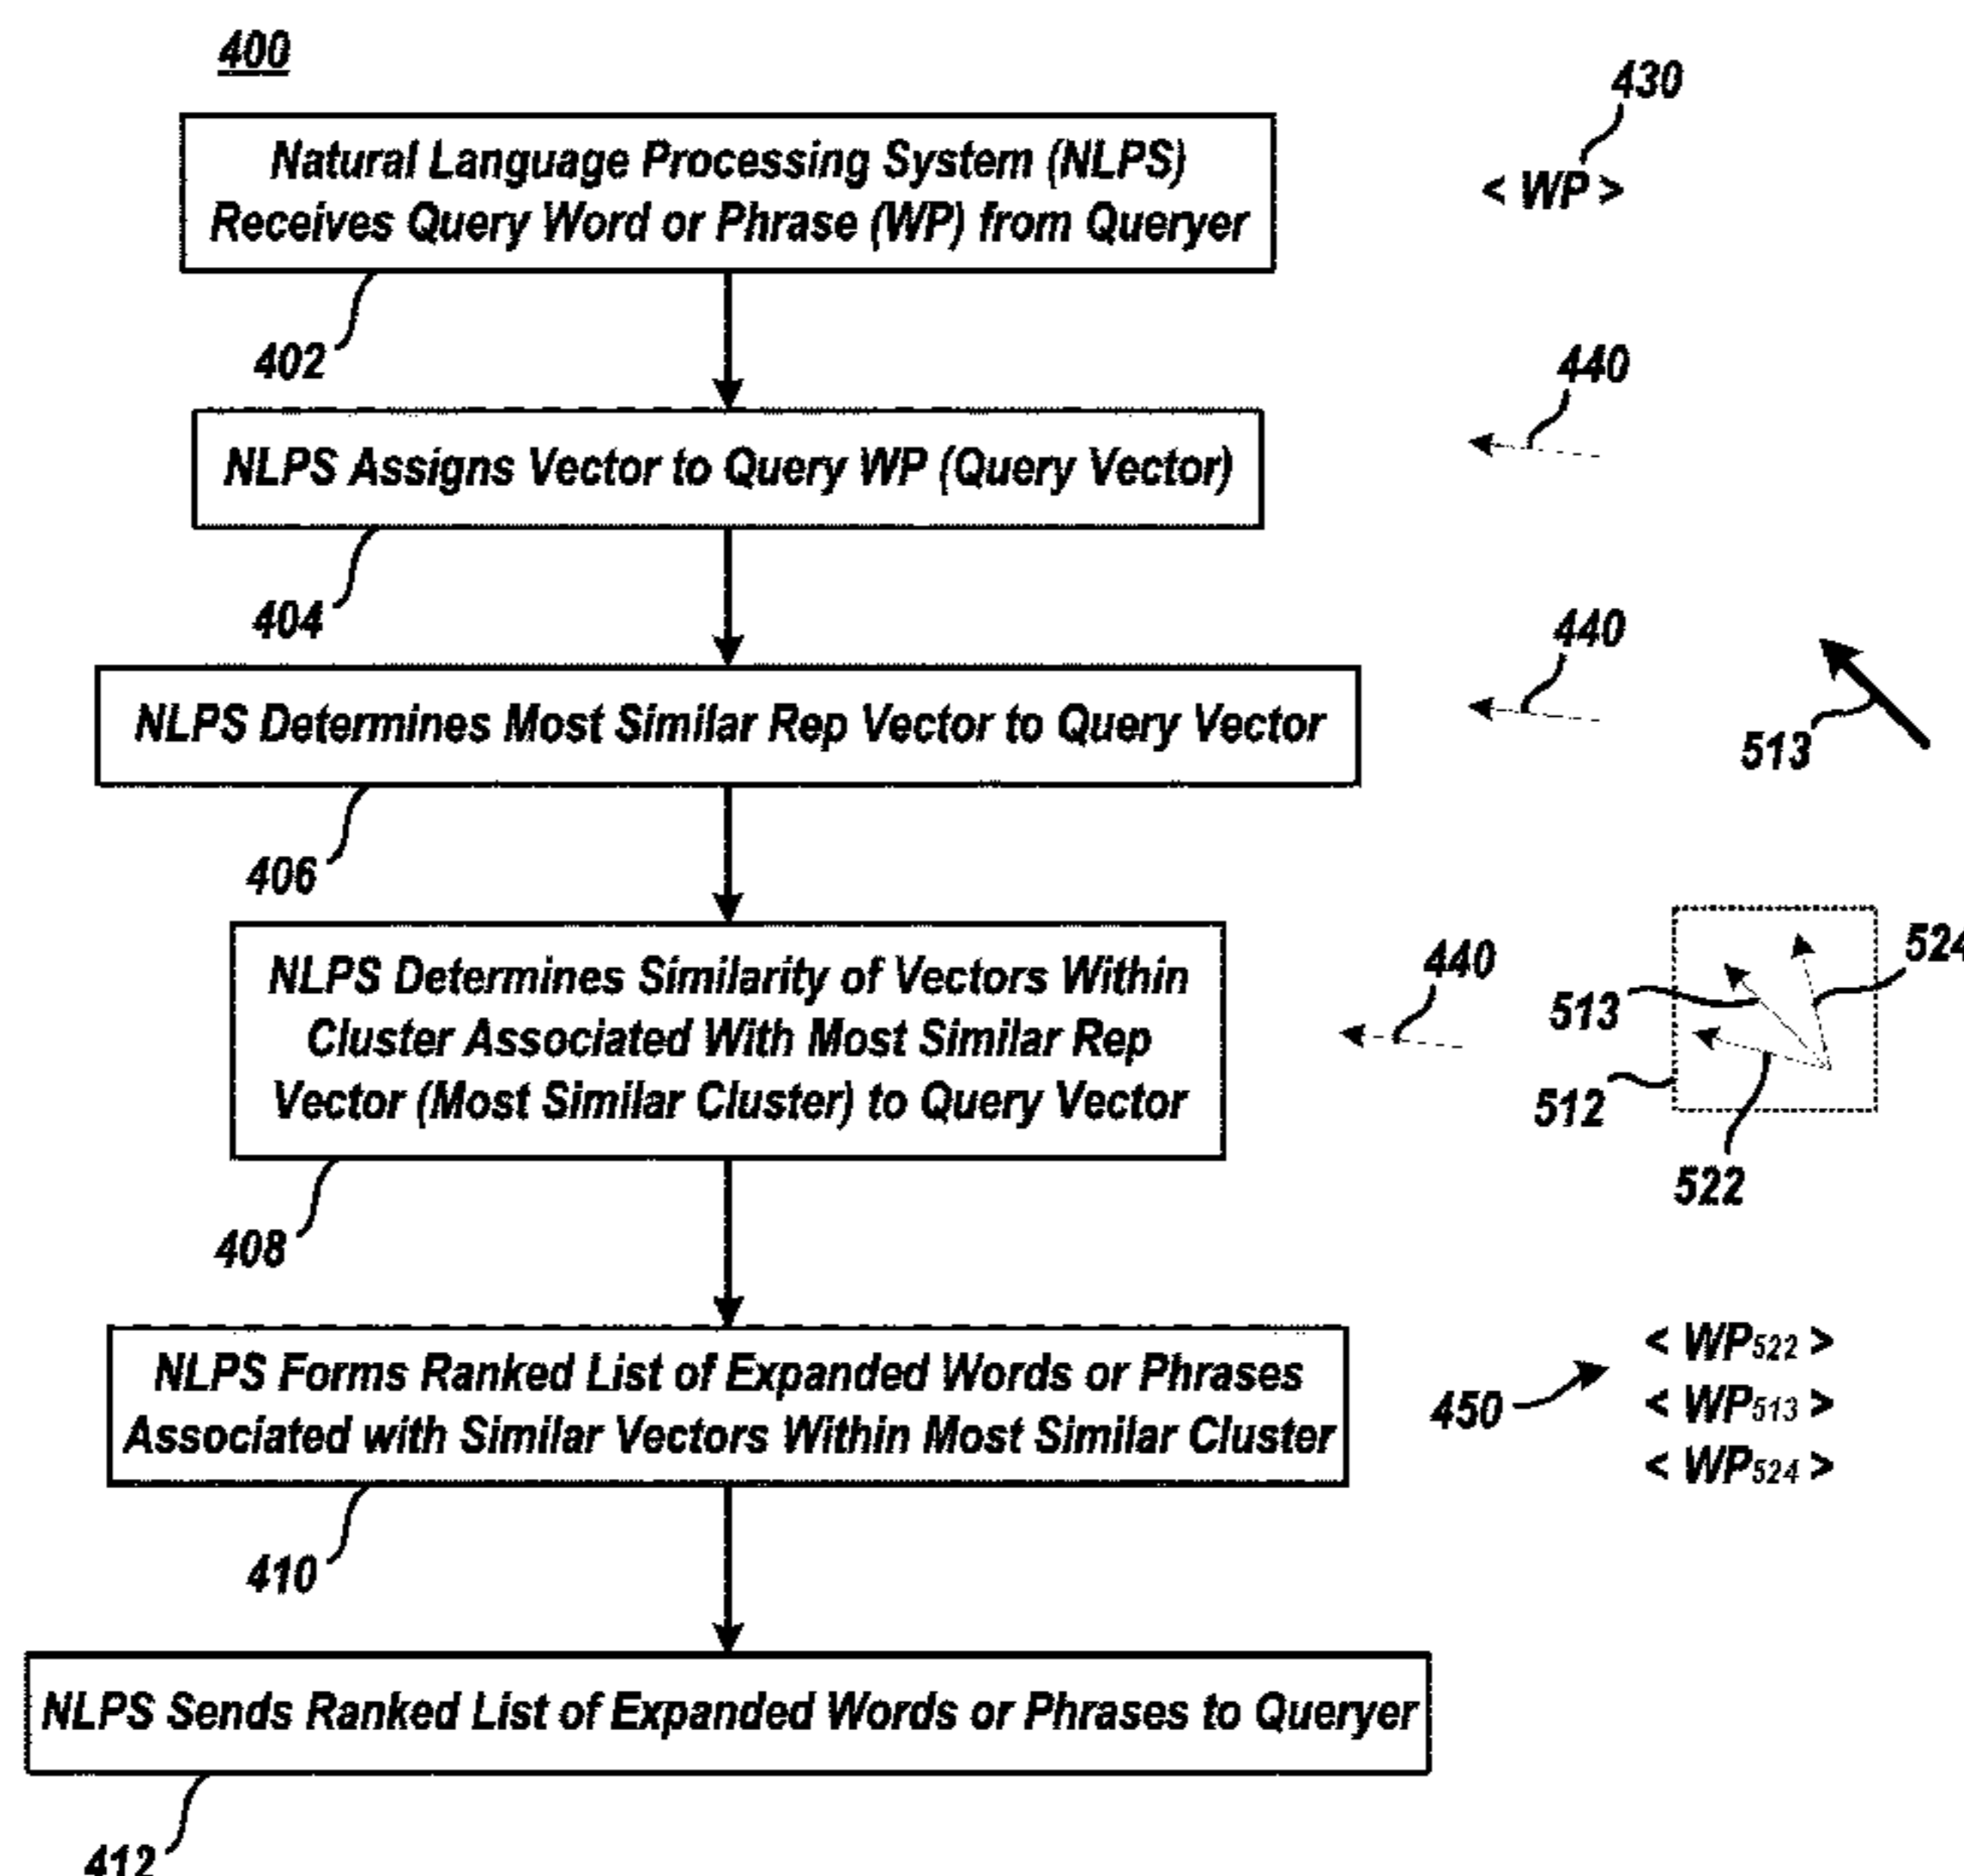 400
430
Natural Language Processing System (NLPS)
Receives Query Word or Phrase (WP) from Queryer
< WP >
402
440
NLPS Assigns Vector to Query WP (Query Vector)
404
440
NLPS Determines Most Similar Rep Vector to Query Vector
513
406
NLPS Determines Similarity of Vectors Within
Cluster Associated With Most Similar Rep
Vector (Most Similar Cluster) to Query Vector
440
524
513
512
522
408
NLPS Forms Ranked List of Expanded Words or Phrases
Associated with Similar Vectors Within Most Similar Cluster
450
< WP522 >
< WP513 >
< WP524 >
410
NLPS Sends Ranked List of Expanded Words or Phrases to Queryer
412